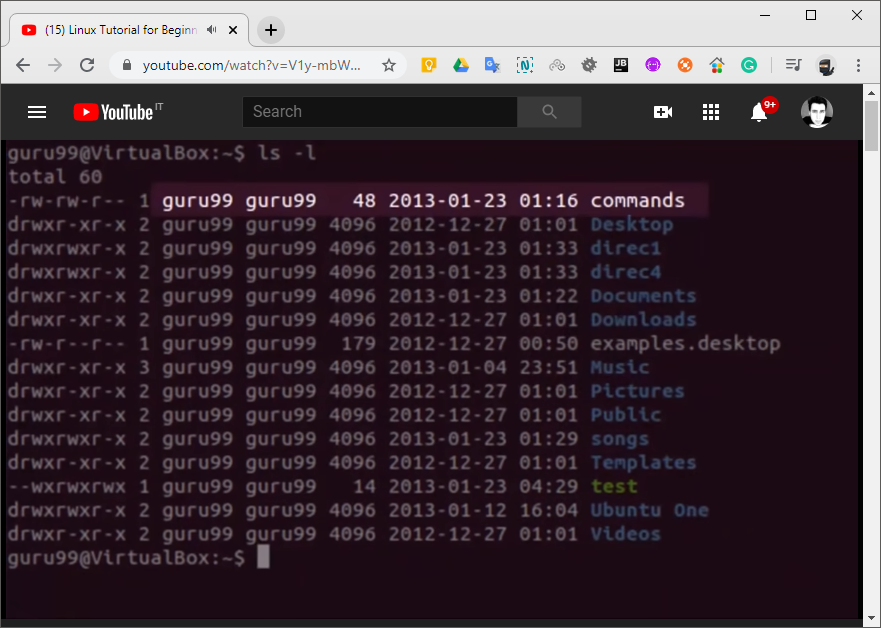 (15) Linux Tutorial for Beginn
youtube.com/watch?v=V1y-mbW...
YouTube IT
Search
9+
guru99@VirtualBox:~$ ls -l
total 60
-rw-rw-r-- 1 guru99 guru99 48 2013-01-23 01:16 commands
drwxr-xr-x 2 guru99 guru99 4096 2012-12-27 01:01 Desktop
drwxrwxr-x 2 guru99 guru99 4096 2013-01-23 01:33 direc1
drwxrwxr-x 2 guru99 guru99 4096 2013-01-23 01:33 direc4
drwxr-xr-x 2 guru99 guru99 4096 2013-01-23 01:22 Documents
drwxr-xr-x 2 guru99 guru99 4096 2012-12-27 01:01 Downloads
-rw-r--r-- 1 guru99 guru99 179 2012-12-27 00:50 examples.desktop
drwxr-xr-x 3 guru99 guru99 4096 2013-01-04 23:51 Music
drwxr-xr-x 2 guru99 guru99 4096 2012-12-27 01:01 Pictures
drwxr-xr-x 2 guru99 guru99 4096 2012-12-27 01:01 Public
drwxrwxr-x 2 guru99 guru99 4096 2013-01-23 01:29 songs
drwxr-xr-x 2 guru99 guru99 4096 2012-12-27 01:01 Templates
--wxrwxrwx 1 guru99 guru99 14 2013-01-23 04:29 test
drwxrwxr-x 2 guru99 guru99 4096 2013-01-12 16:04 Ubuntu One
drwxr-xr-x 2 guru99 guru99 4096 2012-12-27 01:01 Videos
guru99@VirtualBox:~$